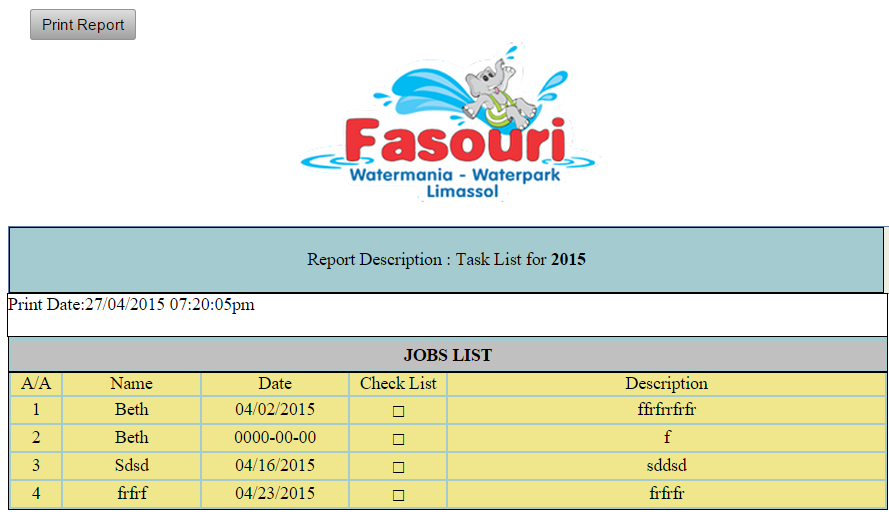 Print Report
Fasouri
Watermania - Waterpark
Limassol
Report Description : Task List for 2015
Print Date:27/04/2015 07:20:05pm
JOBS LIST
A/A Name Date Check List Description
1 Beth 04/02/2015 ☐ ffrfrrfrfr
2 Beth 0000-00-00 ☐ f
3 Sdsd 04/16/2015 ☐ sddsd
4 frfrf 04/23/2015 ☐ frfrfr